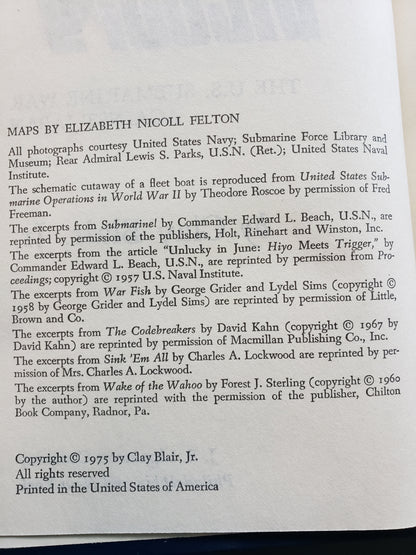 MAPS BY ELIZABETH NICOLL FELTON
All photographs courtesy United States Navy; Submarine Force Library and
Museum; Rear Admiral Lewis S. Parks, U.S.N. (Ret.); United States Naval
Institute.
The schematic cutaway of a fleet boat is reproduced from United States Sub-
marine Operations in World War II by Theodore Roscoe by permission of Fred
Freeman.
The excerpts from Submarine! by Commander Edward L. Beach, U.S.N., are
reprinted by permission of the publishers, Holt, Rinehart and Winston, Inc.
The excerpts from the article "Unlucky in June: Hiyo Meets Trigger," by
Commander Edward L. Beach, U.S.N., are reprinted by permission from Pro-
ceedings; copyright © 1957 U.S. Naval Institute.
The excerpts from War Fish by George Grider and Lydel Sims (copyright ©
1958 by George Grider and Lydel Sims) are reprinted by permission of Little,
Brown and Co.
The excerpts from The Codebreakers by David Kahn (copyright © 1967 by
David Kahn) are reprinted by permission of Macmillan Publishing Co., Inc.
The excerpts from Sink 'Em All by Charles A. Lockwood are reprinted by per-
mission of Mrs. Charles A. Lockwood.
The excerpts from Wake of the Wahoo by Forest J. Sterling (copyright © 1960
by the author) are reprinted with the permission of the publisher, Chilton
Book Company, Radnor, Pa.
Copyright © 1975 by Clay Blair, Jr.
All rights reserved
Printed in the United States of America